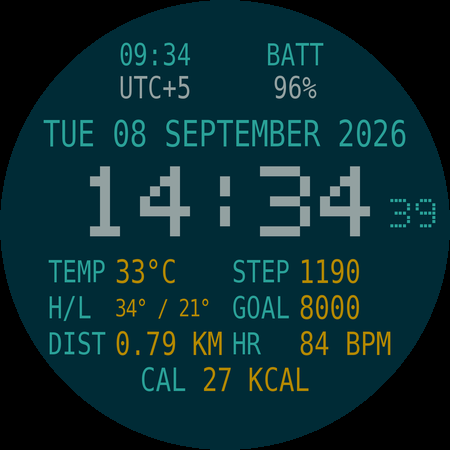 09:34 BATT
UTC+5 96%
TUE 08 SEPTEMBER 2026
14:34 39
TEMP 33°C STEP 1190
H/L 34° / 21° GOAL 8000
DIST 0.79 KM HR 84 BPM
CAL 27 KCAL